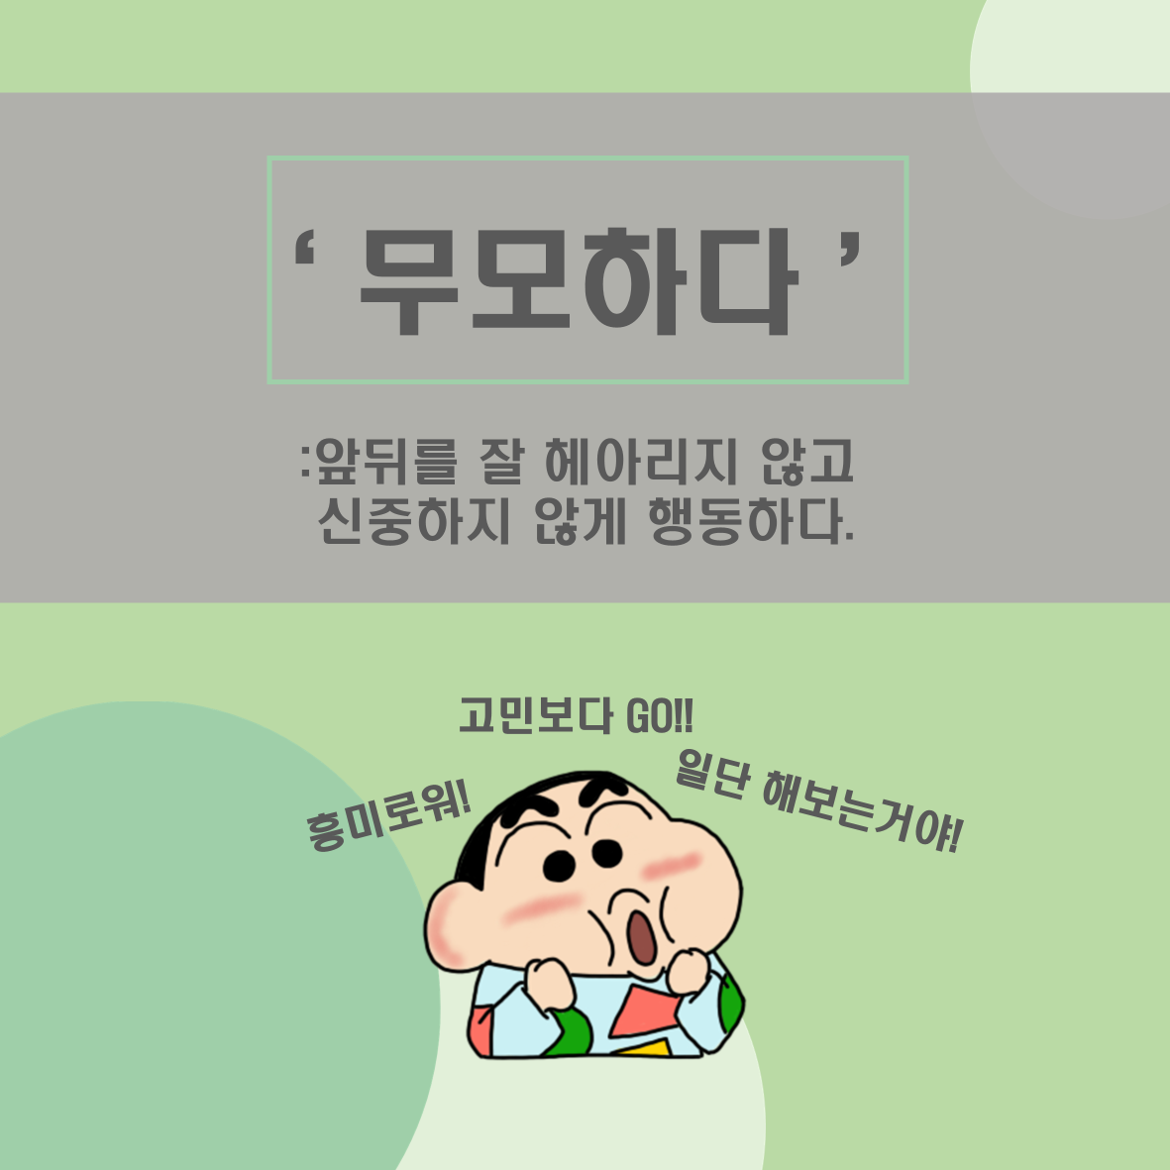 ‘ 무모하다 ’
:앞뒤를 잘 헤아리지 않고
신중하지 않게 행동하다.
고민보다 GO!!
일단 해보는거야!
흥미로워!